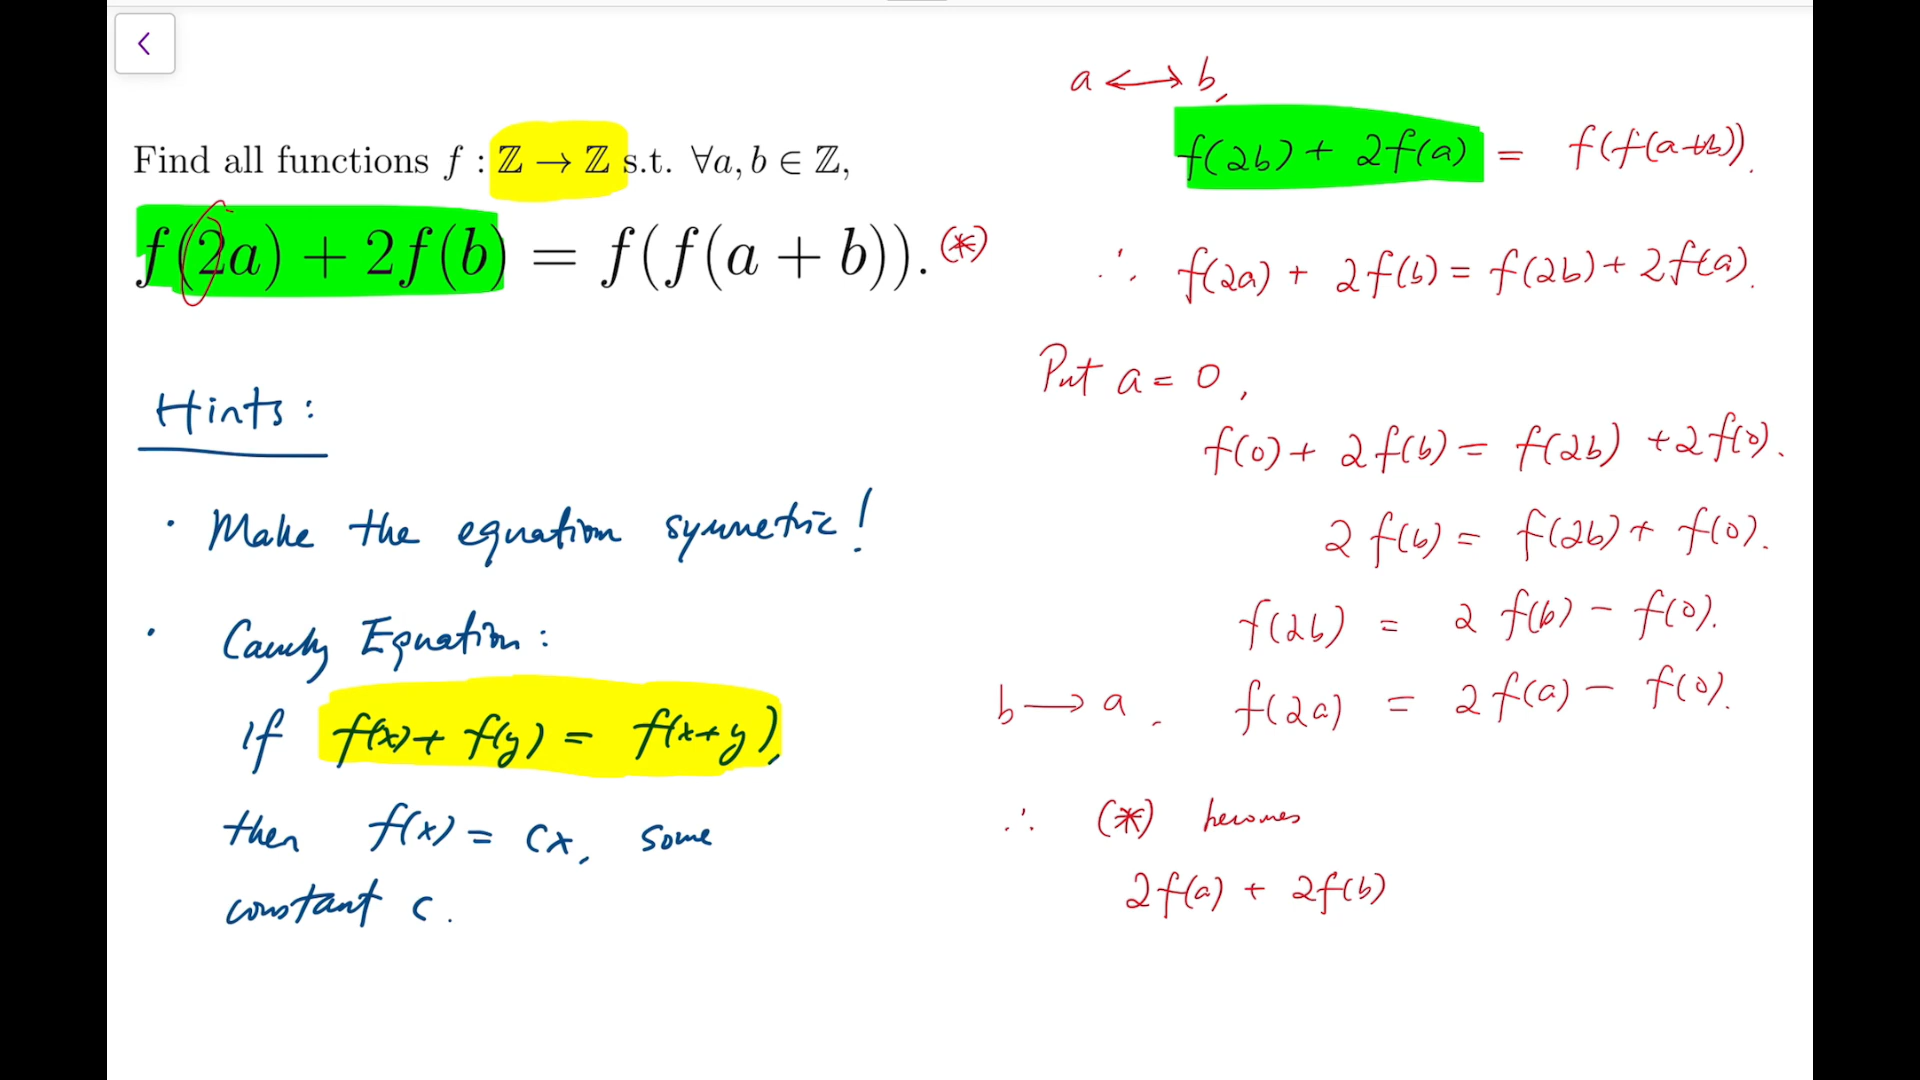 Find all functions f : ℤ → ℤ s.t. ∀a, b ∈ ℤ,
f(2a) + 2f(b) = f(f(a + b)). (*)
Hints:
· Make the equation symmetric!
· Cauchy Equation:
If f(x) + f(y) = f(x+y),
then f(x) = cx, some
constant c.
a ⟷ b,
f(2b) + 2f(a) = f(f(a+b)).
∴ f(2a) + 2f(b) = f(2b) + 2f(a).
Put a = 0,
f(0) + 2f(b) = f(2b) + 2f(0).
2f(b) = f(2b) + f(0).
f(2b) = 2f(b) − f(0).
b ⟶ a. f(2a) = 2f(a) − f(0).
∴ (*) becomes
2f(a) + 2f(b)